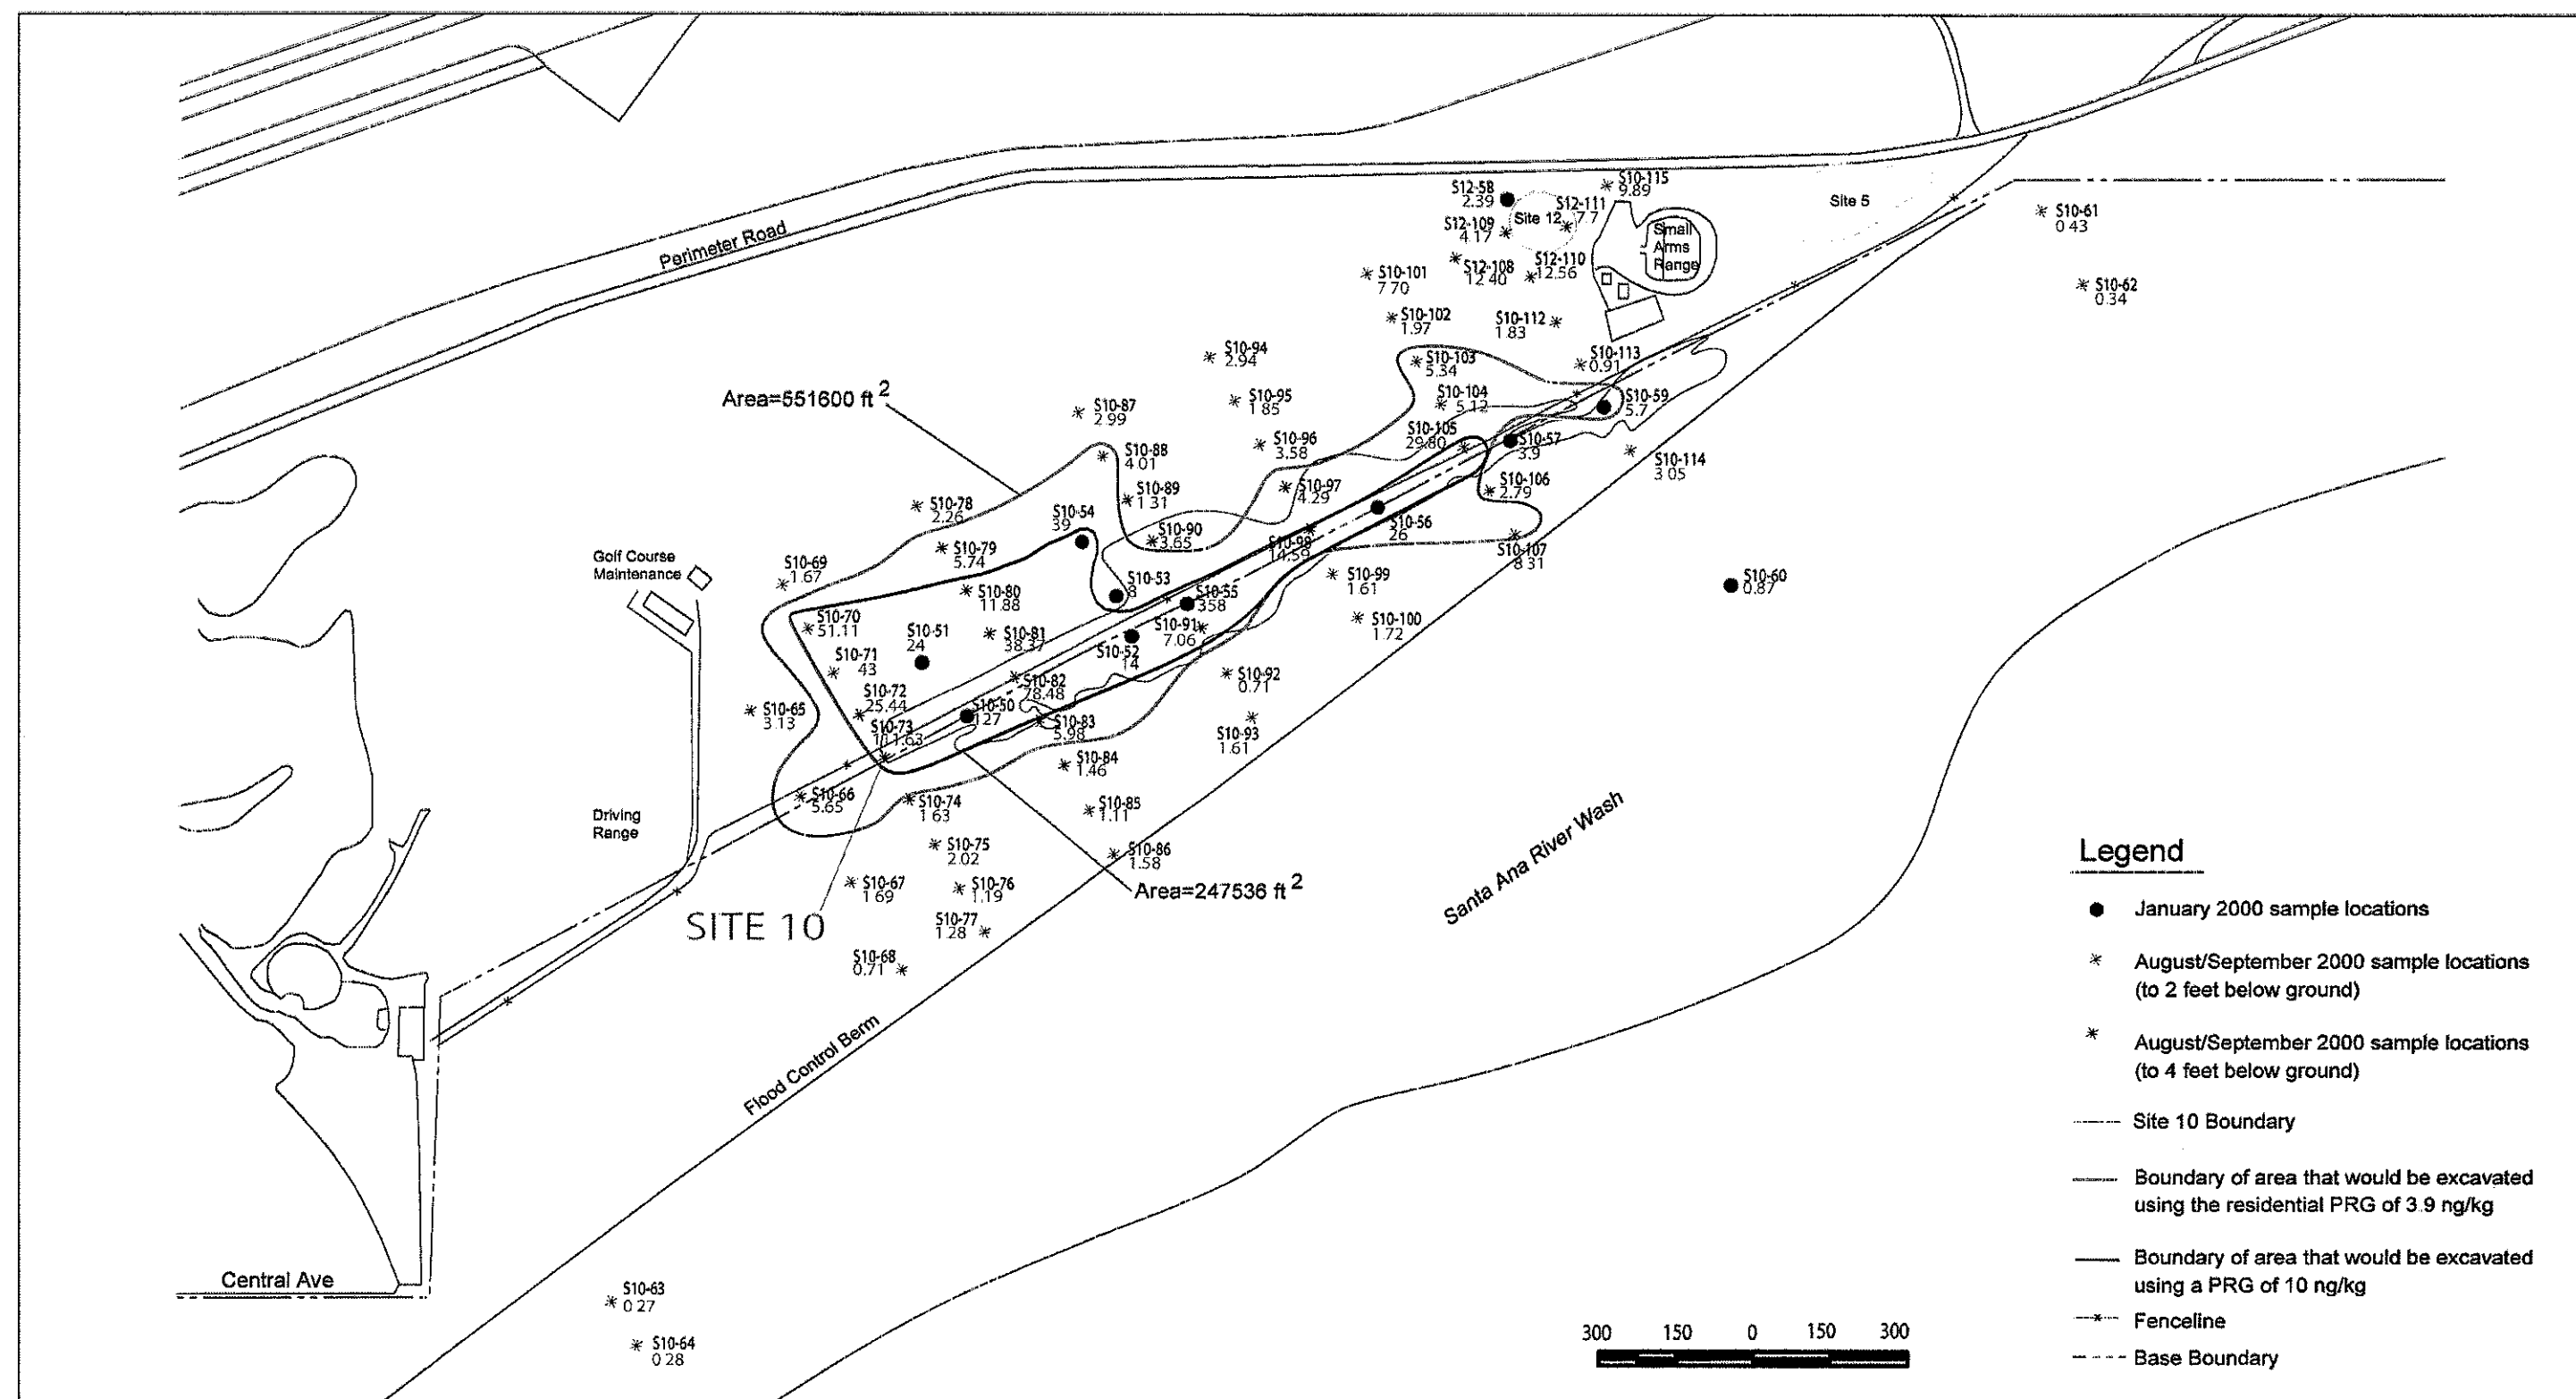 Perimeter Road
Area=551600 ft 2
S12-58
2.39
S10-115
9.89
Site 12
S12-111
7.7
S12-109
4.17
S12-108
12 40
S12-110
12.56
Small
Arms
Range
Site 5
S10-61
0 43
S10-62
0.34
S10-101
7 70
S10-102
1.97
S10-112
1 83
S10-94
2.94
S10-103
5.34
S10-113
0.91
S10-87
2 99
S10-95
1 85
S10-104
5.12
S10-59
5.7
S10-88
4 01
S10-96
3.58
S10-105
29.80
S10-57
3.9
S10-114
3 05
S10-89
1 31
S10-97
4.29
S10-106
2.79
S10-78
2.26
S10-54
39
S10-90
3.65
S10-98
14.59
S10-56
26
S10-107
8 31
Golf Course
Maintenance
S10-69
1.67
S10-79
5.74
S10-80
11.88
S10-53
8
S10-55
358
S10-99
1.61
S10-60
0.87
S10-70
51.11
S10-51
24
S10-81
38.37
S10-91
7.06
S10-52
14
S10-100
1.72
S10-71
43
S10-72
25.44
S10-82
78.48
S10-92
0.71
S10-65
3 13
S10-73
111.63
S10-50
127
S10-83
5.98
S10-93
1.61
S10-84
1.46
S10-66
5.65
S10-74
1 63
S10-85
1.11
Driving
Range
S10-75
2.02
S10-86
1.58
S10-67
1 69
S10-76
1.19
Area=247536 ft 2
SITE 10
S10-77
1.28
S10-68
0.71
Santa Ana River Wash
Flood Control Berm
Central Ave
S10-63
0 27
S10-64
0 28
300 150 0 150 300
Legend
January 2000 sample locations
August/September 2000 sample locations
(to 2 feet below ground)
August/September 2000 sample locations
(to 4 feet below ground)
Site 10 Boundary
Boundary of area that would be excavated
using the residential PRG of 3.9 ng/kg
Boundary of area that would be excavated
using a PRG of 10 ng/kg
Fenceline
Base Boundary